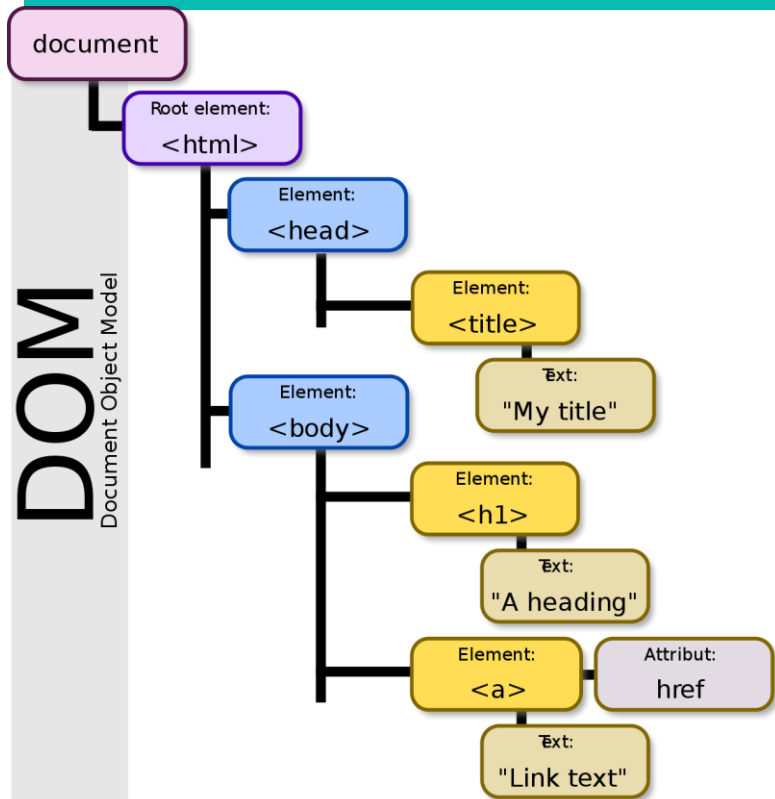 document
Root element:
<html>
Element:
<head>
Element:
<title>
Text:
"My title"
Element:
<body>
Element:
<h1>
Text:
"A heading"
Element:
<a>
Attribut:
href
Text:
"Link text"
DOM
Document Object Model